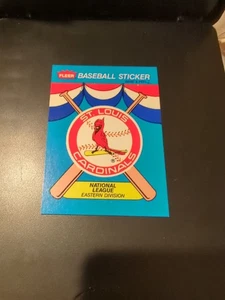 FLEER BASEBALL STICKER
ST. LOUIS
CARDINALS
NATIONAL
LEAGUE
EASTERN DIVISION